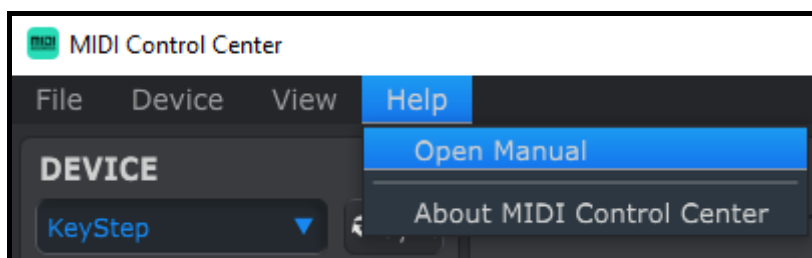 MIDI Control Center
File Device View Help
Open Manual
DEVICE
About MIDI Control Center
KeyStep